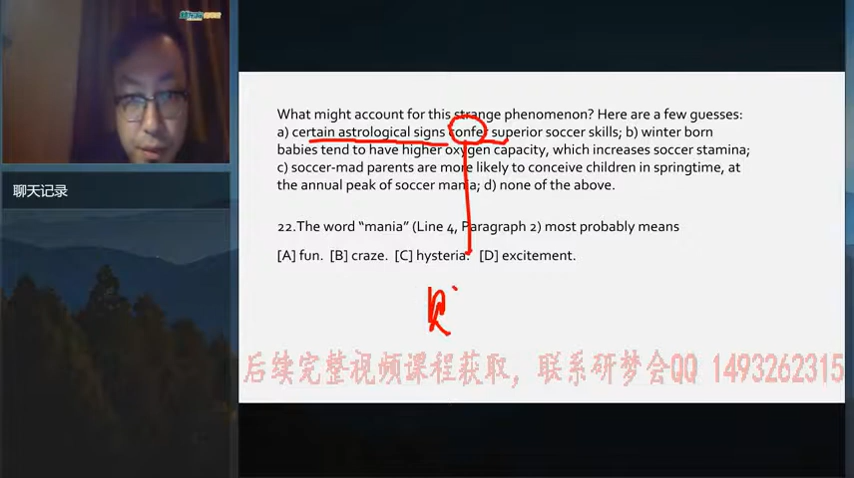 聊天记录
What might account for this strange phenomenon? Here are a few guesses:
a) certain astrological signs confer superior soccer skills; b) winter born
babies tend to have higher oxygen capacity, which increases soccer stamina;
c) soccer-mad parents are more likely to conceive children in springtime, at
the annual peak of soccer mania; d) none of the above.
22.The word “mania” (Line 4, Paragraph 2) most probably means
[A] fun. [B] craze. [C] hysteria. [D] excitement.
后续完整视频课程获取，联系研梦会QQ 1493262315